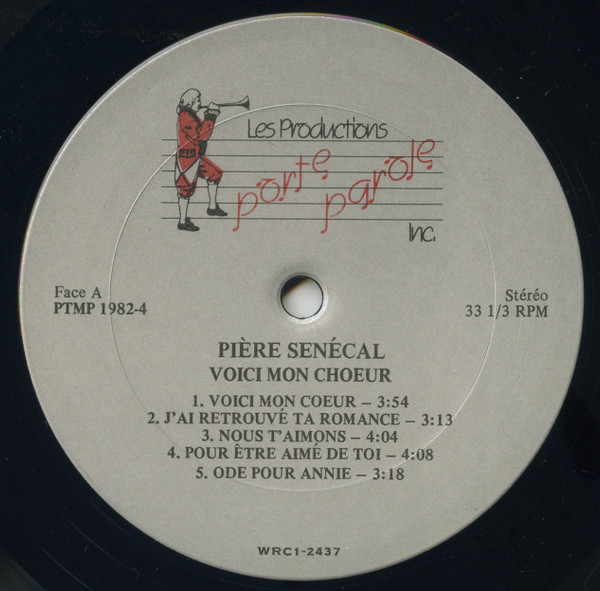 Les Productions
porte parole
Inc.
Face A
PTMP 1982-4
Stéréo
33 1/3 RPM
PIÈRE SENÉCAL
VOICI MON CHOEUR
1. VOICI MON COEUR – 3:54
2. J'AI RETROUVÉ TA ROMANCE – 3:13
3. NOUS T'AIMONS – 4:04
4. POUR ÊTRE AIMÉ DE TOI – 4:08
5. ODE POUR ANNIE – 3:18
WRC1-2437